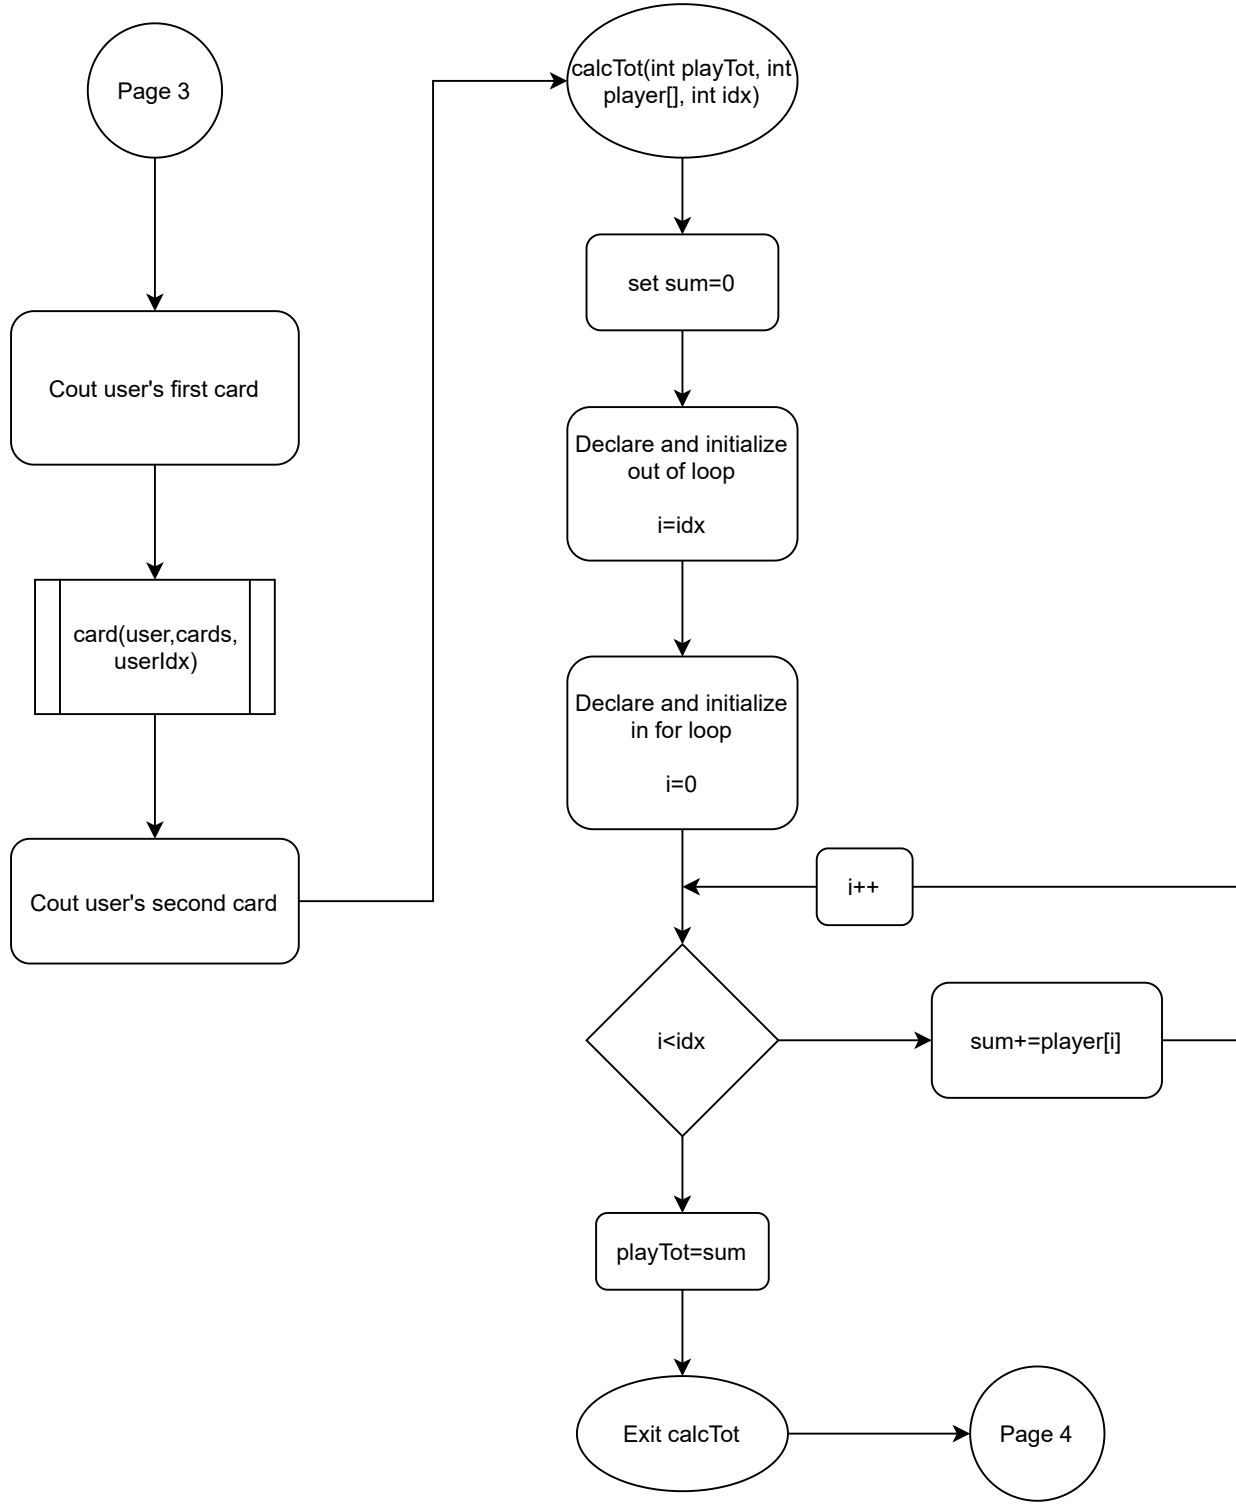 Page 3
Cout user's first card
card(user,cards,
userIdx)
Cout user's second card
calcTot(int playTot, int
player[], int idx)
set sum=0
Declare and initialize
out of loop
i=idx
Declare and initialize
in for loop
i=0
i++
i<idx
sum+=player[i]
playTot=sum
Exit calcTot
Page 4